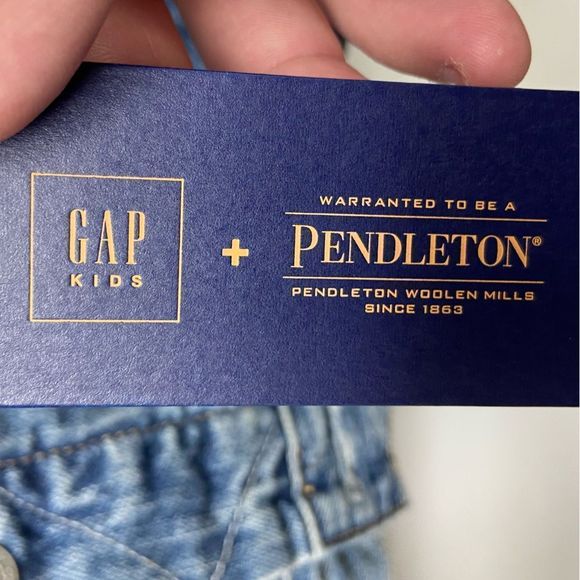 GAP
KIDS
+
WARRANTED TO BE A
PENDLETON®
PENDLETON WOOLEN MILLS
SINCE 1863